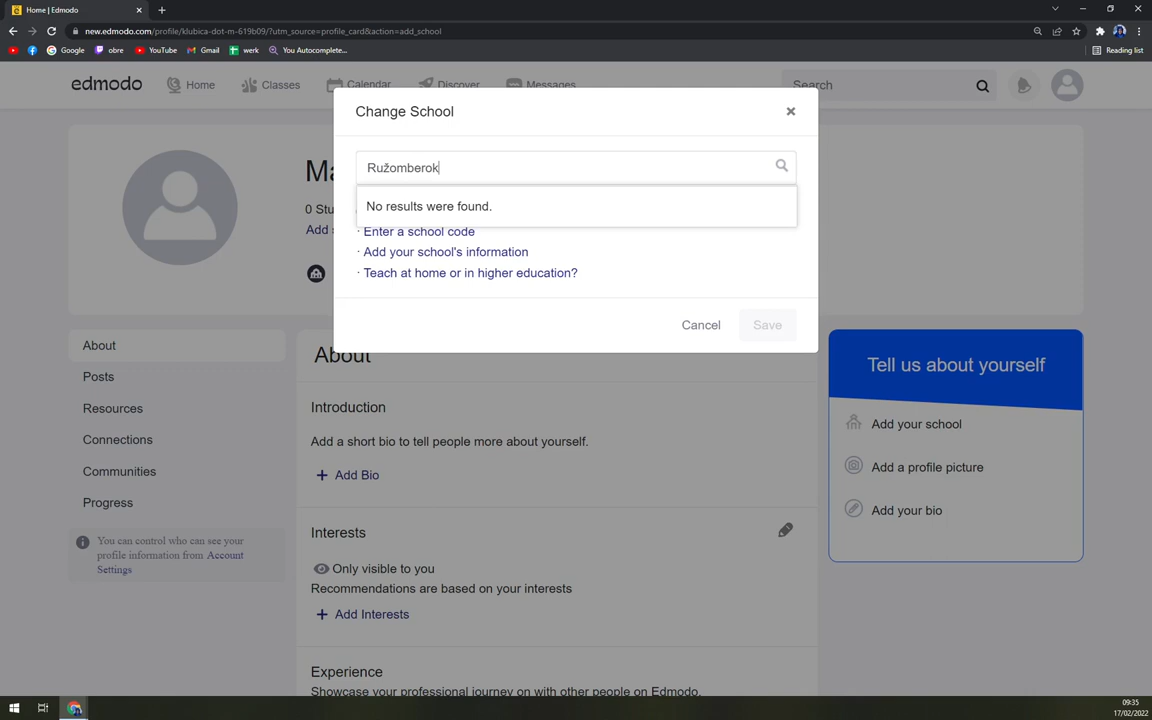 Home | Edmodo
new.edmodo.com/profile/klubica-dot-m-619b09/?utm_source=profile_card&action=add_school
Google
obre
YouTube
Gmail
werk
You Autocomplete...
Reading list
edmodo
Home
Classes
Calendar
Discover
Messages
Search
Change School
Ružomberok
No results were found.
· Enter a school code
· Add your school's information
· Teach at home or in higher education?
Cancel
Save
Ma
0 Stu
Add s
About
Posts
Resources
Connections
Communities
Progress
You can control who can see your
profile information from Account
Settings
About
Introduction
Add a short bio to tell people more about yourself.
+ Add Bio
Interests
Only visible to you
Recommendations are based on your interests
+ Add Interests
Experience
Showcase your professional journey on with other people on Edmodo.
Tell us about yourself
Add your school
Add a profile picture
Add your bio
09:35
17/02/2022